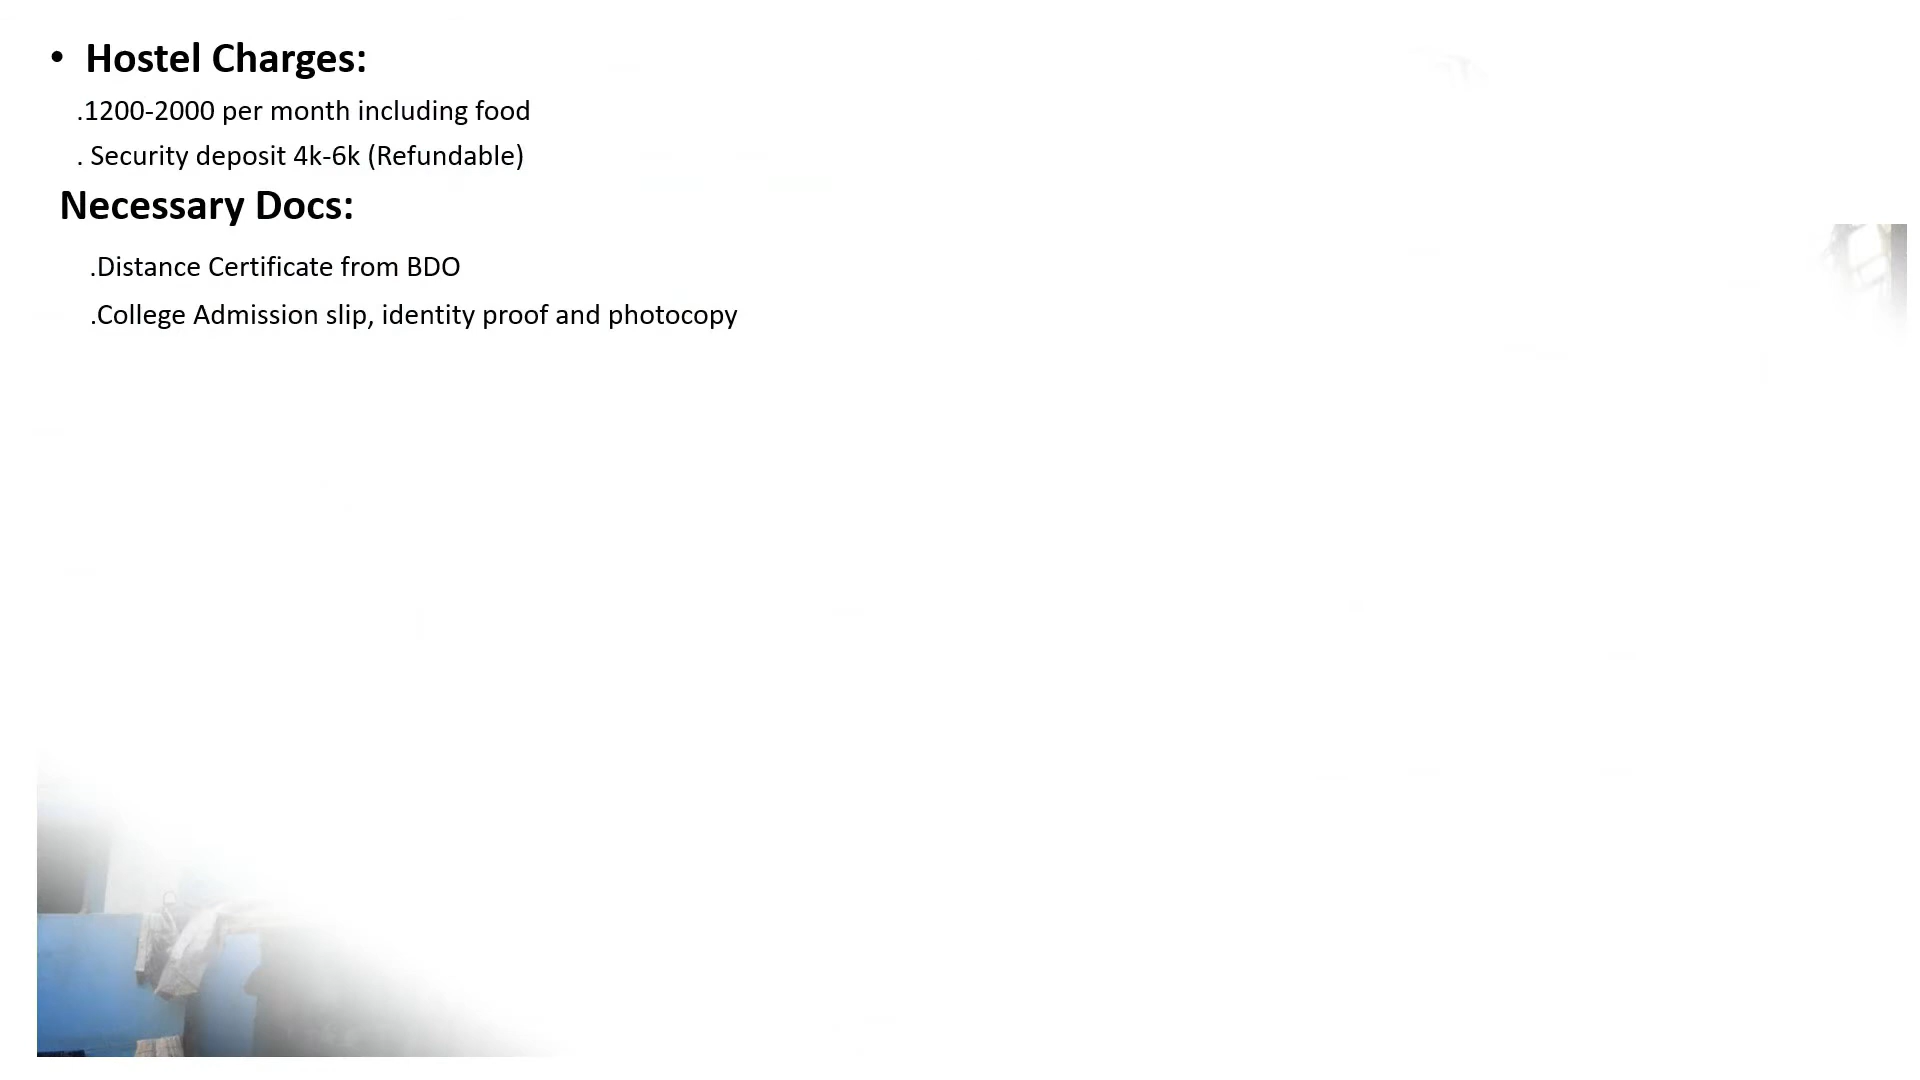 • Hostel Charges:
.1200-2000 per month including food
. Security deposit 4k-6k (Refundable)
Necessary Docs:
.Distance Certificate from BDO
.College Admission slip, identity proof and photocopy